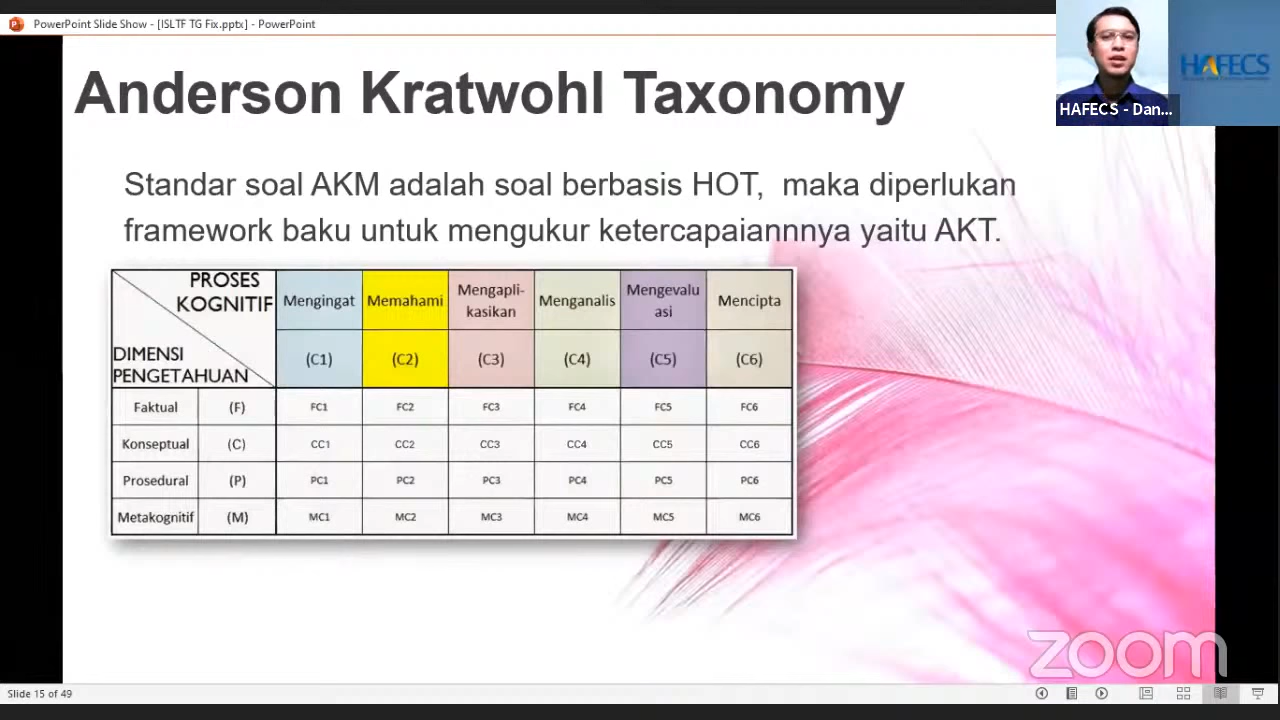 PowerPoint Slide Show - [ISLTF TG Fix.pptx] - PowerPoint
HAFECS
HAFECS - Dan...
Anderson Kratwohl Taxonomy
Standar soal AKM adalah soal berbasis HOT, maka diperlukan
framework baku untuk mengukur ketercapaiannnya yaitu AKT.
PROSES
KOGNITIF
DIMENSI
PENGETAHUAN
Mengingat Memahami Mengapli-
kasikan Menganalis Mengevalu
asi Mencipta
(C1) (C2) (C3) (C4) (C5) (C6)
Faktual (F) FC1 FC2 FC3 FC4 FC5 FC6
Konseptual (C) CC1 CC2 CC3 CC4 CC5 CC6
Prosedural (P) PC1 PC2 PC3 PC4 PC5 PC6
Metakognitif (M) MC1 MC2 MC3 MC4 MC5 MC6
zoom
Slide 15 of 49